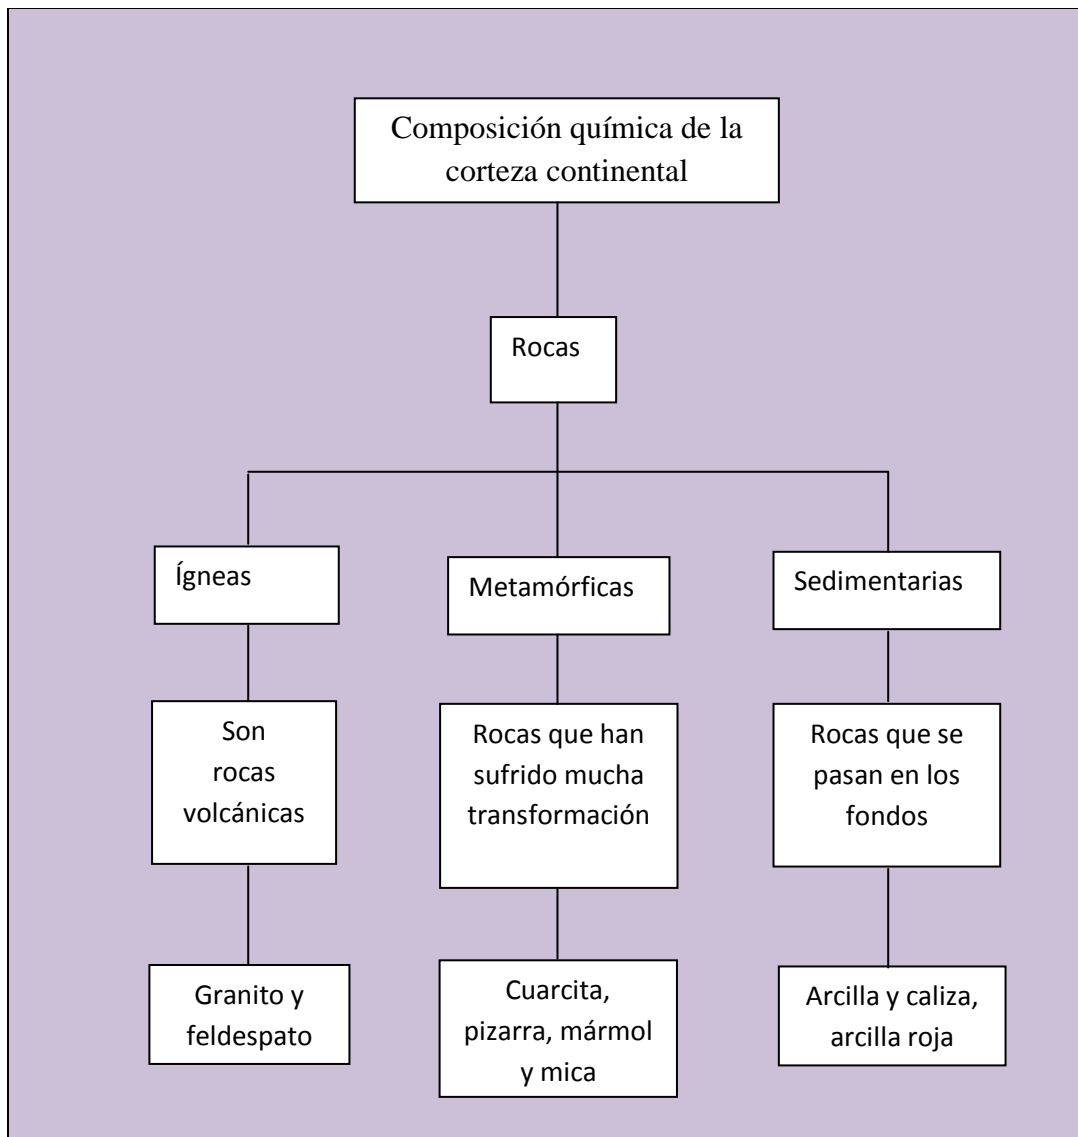 Composición química de la
corteza continental
Rocas
Ígneas
Metamórficas
Sedimentarias
Son
rocas
volcánicas
Rocas que han
sufrido mucha
transformación
Rocas que se
pasan en los
fondos
Granito y
feldespato
Cuarcita,
pizarra, mármol
y mica
Arcilla y caliza,
arcilla roja